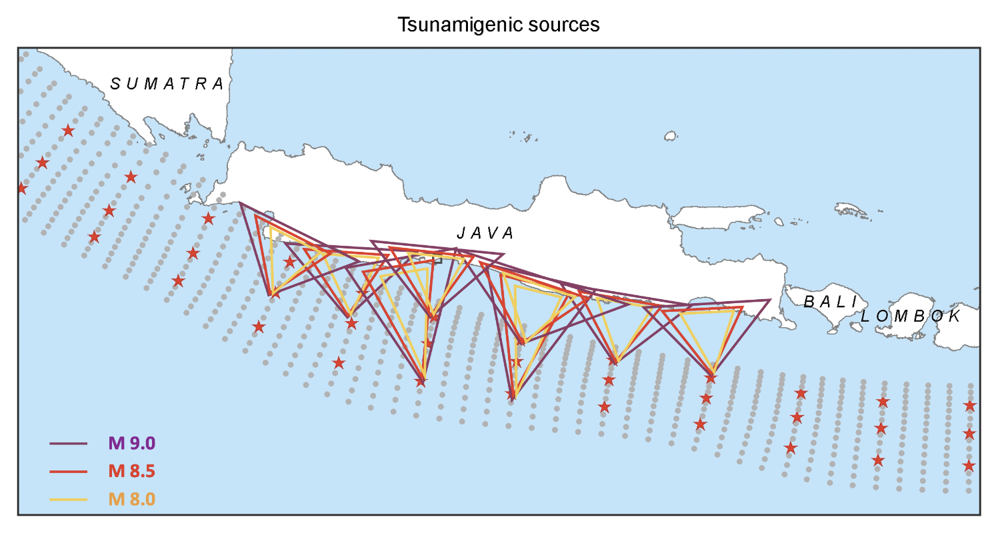 Tsunamigenic sources
SUMATRA
JAVA
BALI
LOMBOK
M 9.0
M 8.5
M 8.0